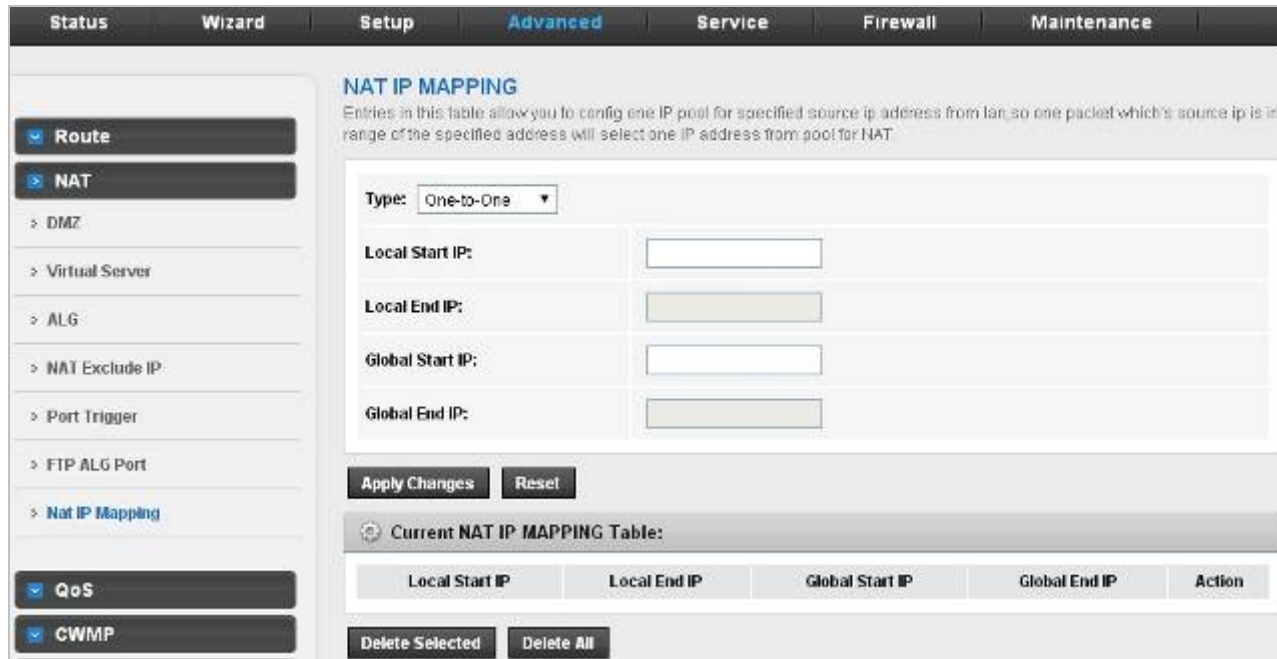 Status Wizard Setup Advanced Service Firewall Maintenance
Route
NAT
> DMZ
> Virtual Server
> ALG
> NAT Exclude IP
> Port Trigger
> FTP ALG Port
> Nat IP Mapping
QoS
CWMP
NAT IP MAPPING
Entries in this table allow you to config one IP pool for specified source ip address from lan,so one packet which's source ip is in
range of the specified address will select one IP address from pool for NAT
Type: One-to-One
Local Start IP:
Local End IP:
Global Start IP:
Global End IP:
Apply Changes Reset
Current NAT IP MAPPING Table:
Local Start IP Local End IP Global Start IP Global End IP Action
Delete Selected Delete All